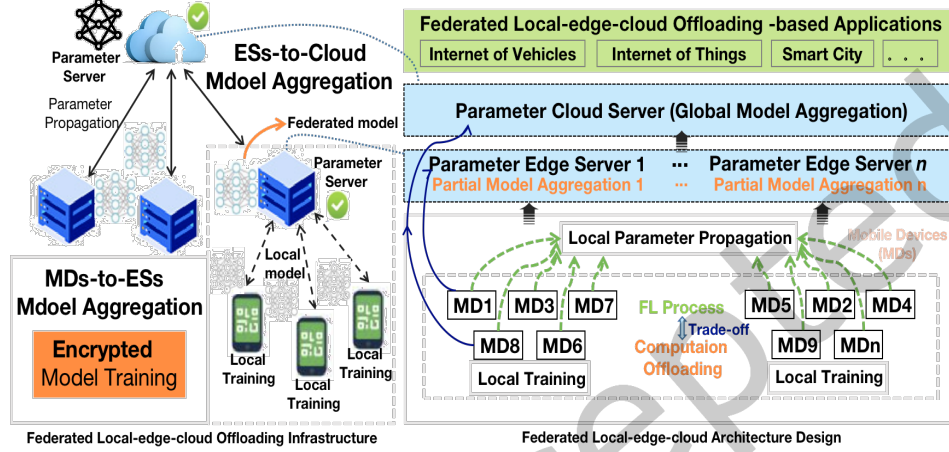 Parameter
Server
ESs-to-Cloud
Mdoel Aggregation
Parameter
Propagation
Federated model
Parameter
Server
Local
model
MDs-to-ESs
Mdoel Aggregation
Encrypted
Model Training
Local
Training
Local
Training
Local
Training
Federated Local-edge-cloud Offloading Infrastructure
Federated Local-edge-cloud Offloading -based Applications
Internet of Vehicles Internet of Things Smart City . . .
Parameter Cloud Server (Global Model Aggregation)
Parameter Edge Server 1 ... Parameter Edge Server n
Partial Model Aggregation 1 ... Partial Model Aggregation n
Local Parameter Propagation
Mobile Devices
(MDs)
MD1 MD3 MD7 FL Process MD5 MD2 MD4
Trade-off
MD8 MD6 Computaion MD9 MDn
Offloading
Local Training Local Training
Federated Local-edge-cloud Architecture Design